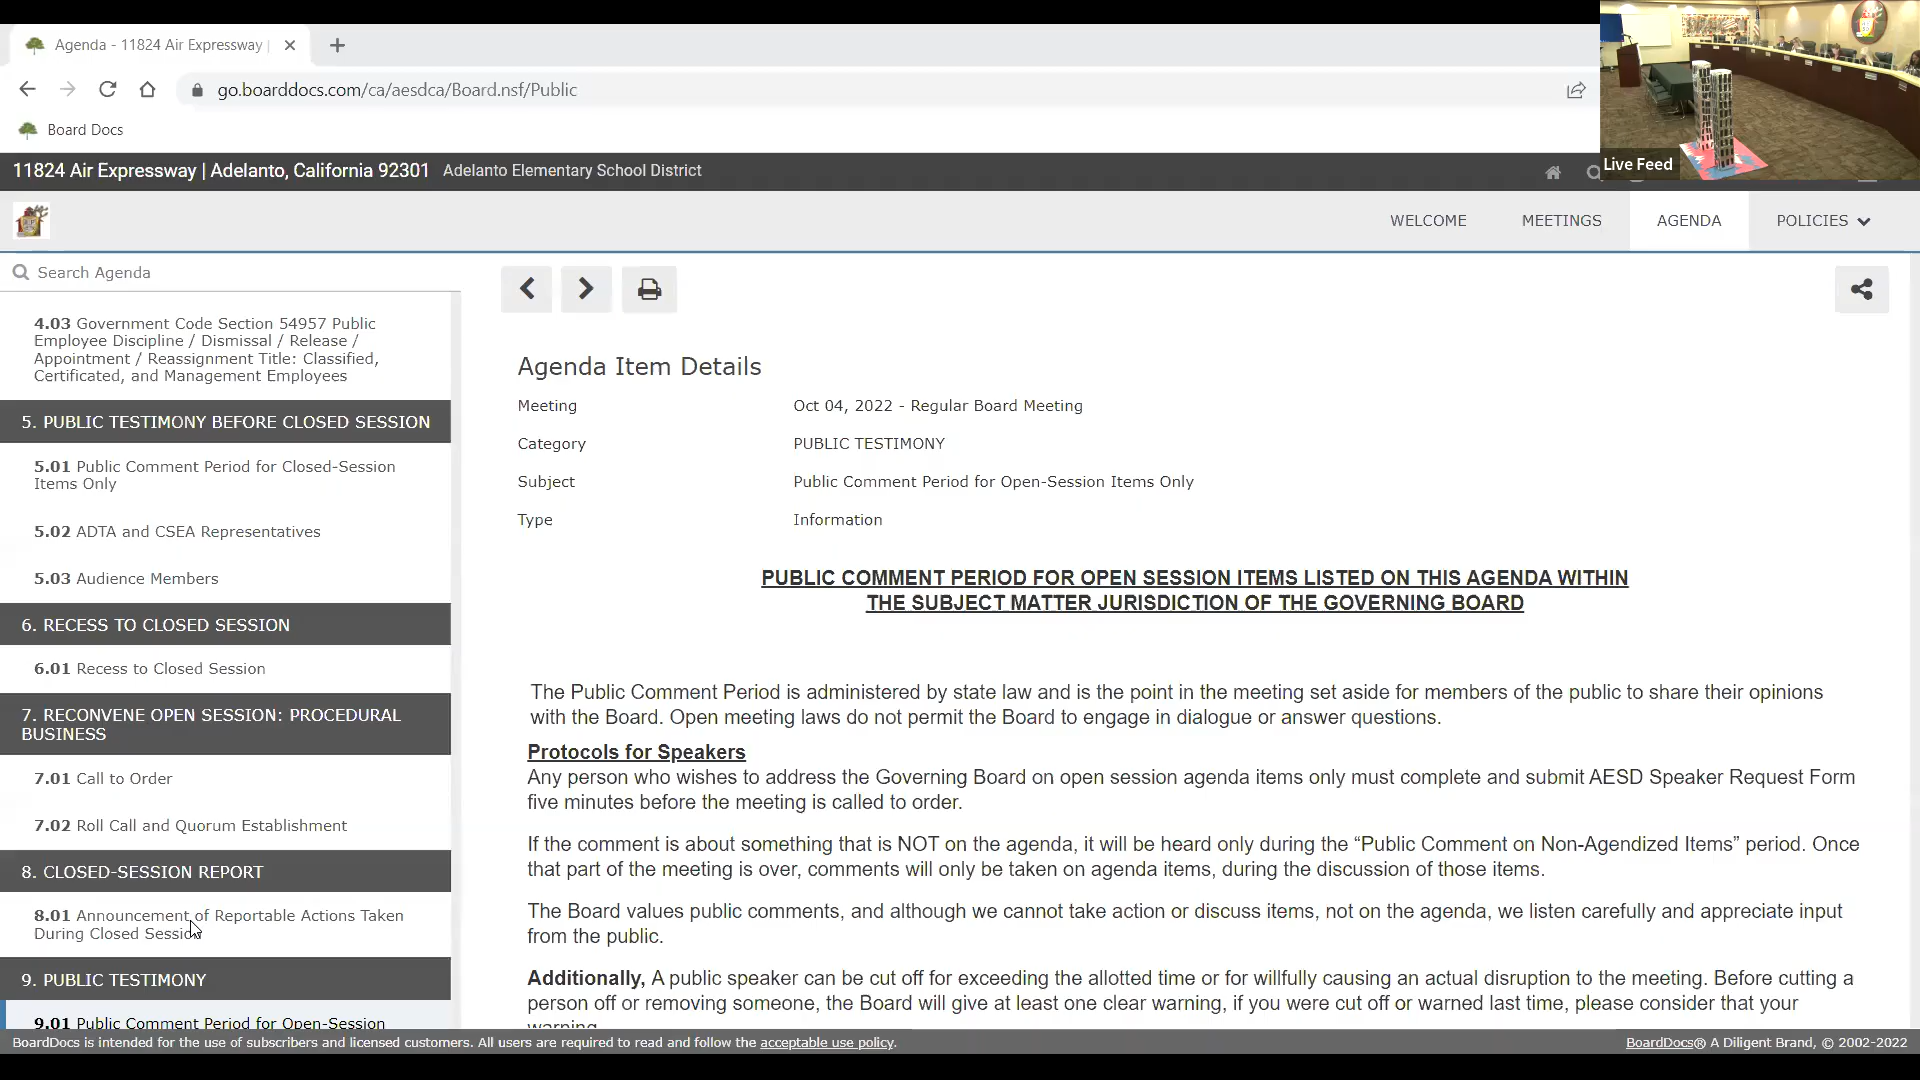 Agenda - 11824 Air Expressway |
go.boarddocs.com/ca/aesdca/Board.nsf/Public
Board Docs
Live Feed
11824 Air Expressway | Adelanto, California 92301 Adelanto Elementary School District
WELCOME MEETINGS AGENDA POLICIES
Search Agenda
4.03 Government Code Section 54957 Public
Employee Discipline / Dismissal / Release /
Appointment / Reassignment Title: Classified,
Certificated, and Management Employees
5. PUBLIC TESTIMONY BEFORE CLOSED SESSION
5.01 Public Comment Period for Closed-Session
Items Only
5.02 ADTA and CSEA Representatives
5.03 Audience Members
6. RECESS TO CLOSED SESSION
6.01 Recess to Closed Session
7. RECONVENE OPEN SESSION: PROCEDURAL
BUSINESS
7.01 Call to Order
7.02 Roll Call and Quorum Establishment
8. CLOSED-SESSION REPORT
8.01 Announcement of Reportable Actions Taken
During Closed Session
9. PUBLIC TESTIMONY
9.01 Public Comment Period for Open-Session
Agenda Item Details
Meeting Oct 04, 2022 - Regular Board Meeting
Category PUBLIC TESTIMONY
Subject Public Comment Period for Open-Session Items Only
Type Information
PUBLIC COMMENT PERIOD FOR OPEN SESSION ITEMS LISTED ON THIS AGENDA WITHIN
THE SUBJECT MATTER JURISDICTION OF THE GOVERNING BOARD
The Public Comment Period is administered by state law and is the point in the meeting set aside for members of the public to share their opinions
with the Board. Open meeting laws do not permit the Board to engage in dialogue or answer questions.
Protocols for Speakers
Any person who wishes to address the Governing Board on open session agenda items only must complete and submit AESD Speaker Request Form
five minutes before the meeting is called to order.
If the comment is about something that is NOT on the agenda, it will be heard only during the “Public Comment on Non-Agendized Items” period. Once
that part of the meeting is over, comments will only be taken on agenda items, during the discussion of those items.
The Board values public comments, and although we cannot take action or discuss items, not on the agenda, we listen carefully and appreciate input
from the public.
Additionally, A public speaker can be cut off for exceeding the allotted time or for willfully causing an actual disruption to the meeting. Before cutting a
person off or removing someone, the Board will give at least one clear warning, if you were cut off or warned last time, please consider that your
warning
BoardDocs is intended for the use of subscribers and licensed customers. All users are required to read and follow the acceptable use policy.
BoardDocs® A Diligent Brand, © 2002-2022